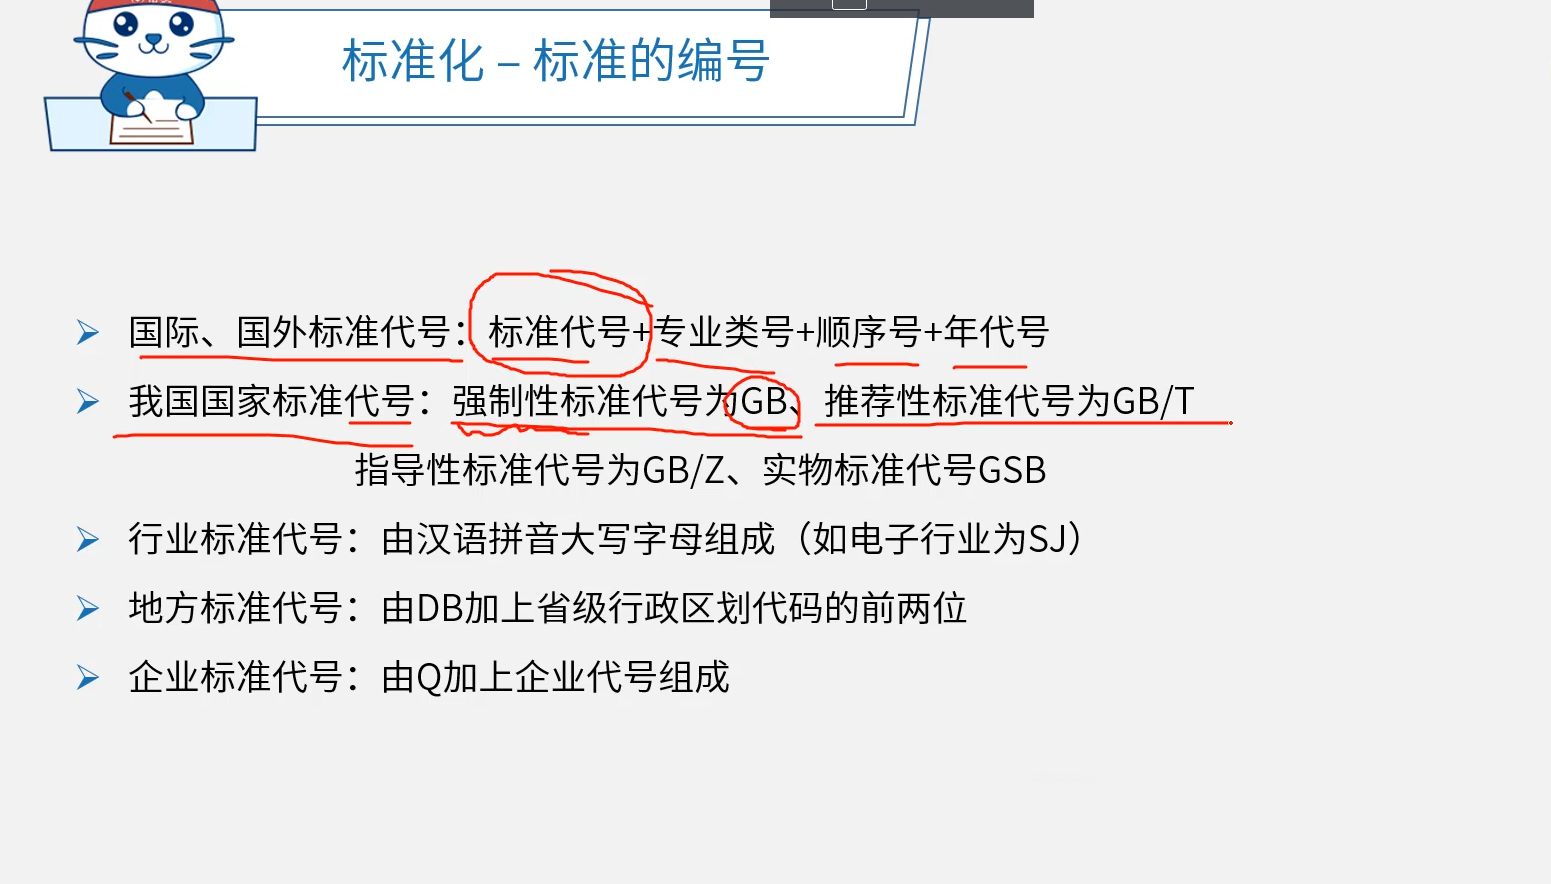 标准化 – 标准的编号
国际、国外标准代号：标准代号+专业类号+顺序号+年代号
我国国家标准代号：强制性标准代号为GB、推荐性标准代号为GB/T
指导性标准代号为GB/Z、实物标准代号GSB
行业标准代号：由汉语拼音大写字母组成（如电子行业为SJ）
地方标准代号：由DB加上省级行政区划代码的前两位
企业标准代号：由Q加上企业代号组成